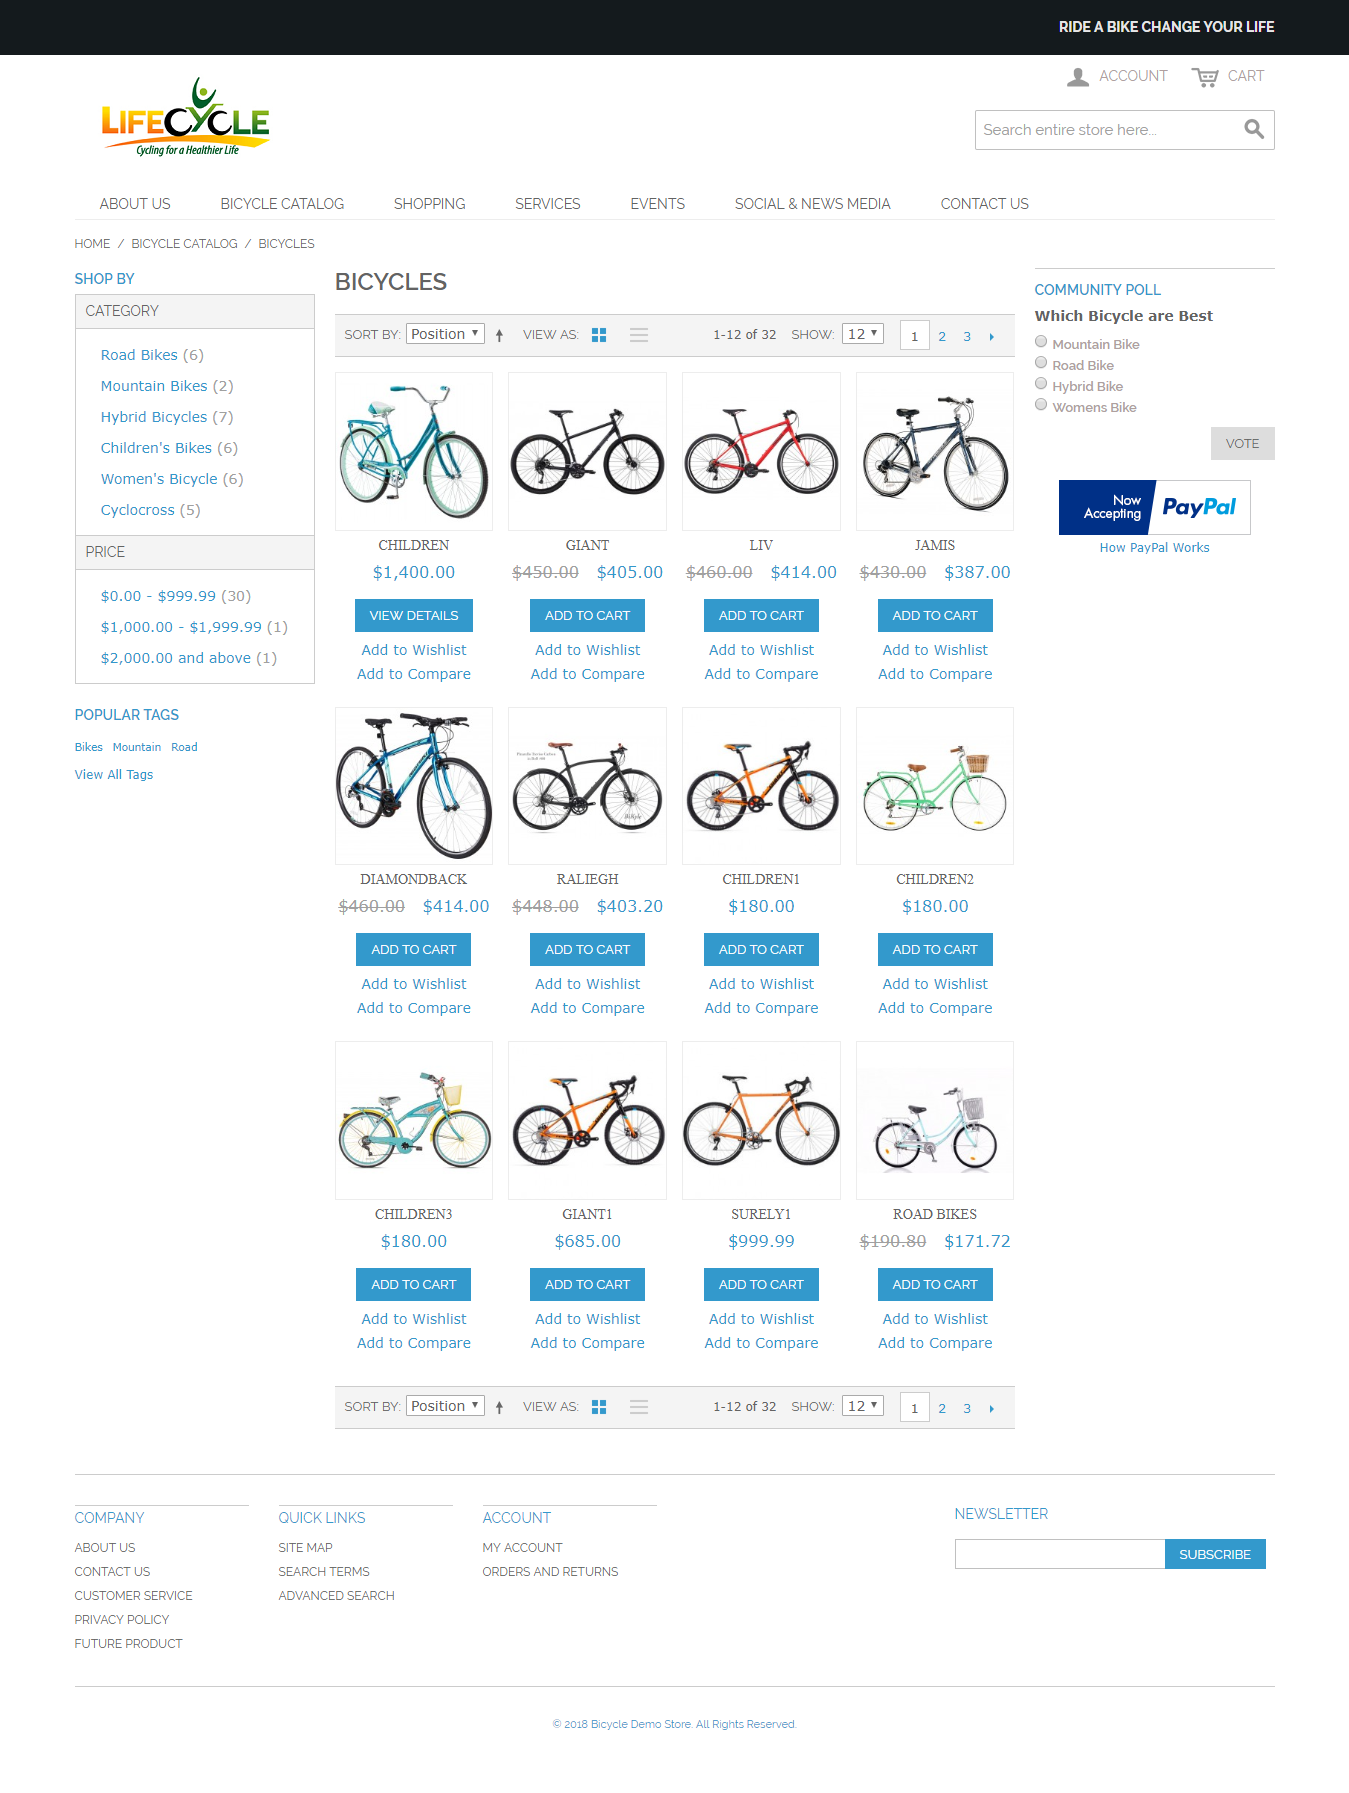 RIDE A BIKE CHANGE YOUR LIFE
ACCOUNT CART
LIFECYCLE
Cycling for a Healthier Life
Search entire store here...
ABOUT US BICYCLE CATALOG SHOPPING SERVICES EVENTS SOCIAL & NEWS MEDIA CONTACT US
HOME / BICYCLE CATALOG / BICYCLES
SHOP BY
CATEGORY
Road Bikes (6)
Mountain Bikes (2)
Hybrid Bicycles (7)
Children's Bikes (6)
Women's Bicycle (6)
Cyclocross (5)
PRICE
$0.00 - $999.99 (30)
$1,000.00 - $1,999.99 (1)
$2,000.00 and above (1)
POPULAR TAGS
Bikes Mountain Road
View All Tags
BICYCLES
SORT BY: Position VIEW AS: 1-12 of 32 SHOW: 12 1 2 3
CHILDREN GIANT LIV JAMIS
$1,400.00 $450.00 $405.00 $460.00 $414.00 $430.00 $387.00
VIEW DETAILS ADD TO CART ADD TO CART ADD TO CART
Add to Wishlist Add to Wishlist Add to Wishlist Add to Wishlist
Add to Compare Add to Compare Add to Compare Add to Compare
DIAMONDBACK RALIEGH CHILDREN1 CHILDREN2
$460.00 $414.00 $448.00 $403.20 $180.00 $180.00
ADD TO CART ADD TO CART ADD TO CART ADD TO CART
Add to Wishlist Add to Wishlist Add to Wishlist Add to Wishlist
Add to Compare Add to Compare Add to Compare Add to Compare
CHILDREN3 GIANT1 SURELY1 ROAD BIKES
$180.00 $685.00 $999.99 $190.80 $171.72
ADD TO CART ADD TO CART ADD TO CART ADD TO CART
Add to Wishlist Add to Wishlist Add to Wishlist Add to Wishlist
Add to Compare Add to Compare Add to Compare Add to Compare
SORT BY: Position VIEW AS: 1-12 of 32 SHOW: 12 1 2 3
COMMUNITY POLL
Which Bicycle are Best
Mountain Bike
Road Bike
Hybrid Bike
Womens Bike
VOTE
Now
Accepting
PayPal
How PayPal Works
COMPANY
ABOUT US
CONTACT US
CUSTOMER SERVICE
PRIVACY POLICY
FUTURE PRODUCT
QUICK LINKS
SITE MAP
SEARCH TERMS
ADVANCED SEARCH
ACCOUNT
MY ACCOUNT
ORDERS AND RETURNS
NEWSLETTER
SUBSCRIBE
© 2018 Bicycle Demo Store. All Rights Reserved.